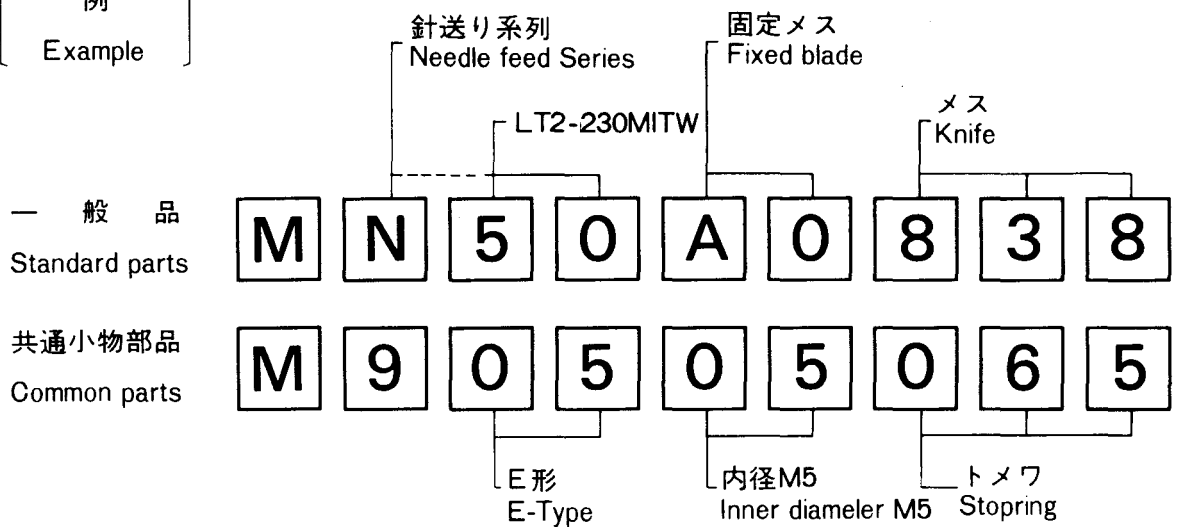 例
Example
針送り系列
Needle feed Series
固定メス
Fixed blade
LT2-230MITW
メス
Knife
一般品
Standard parts
M N 5 0 A 0 8 3 8
共通小物部品
Common parts
M 9 0 5 0 5 0 6 5
E形
E-Type
内径M5
Inner diameler M5
トメワ
Stopring